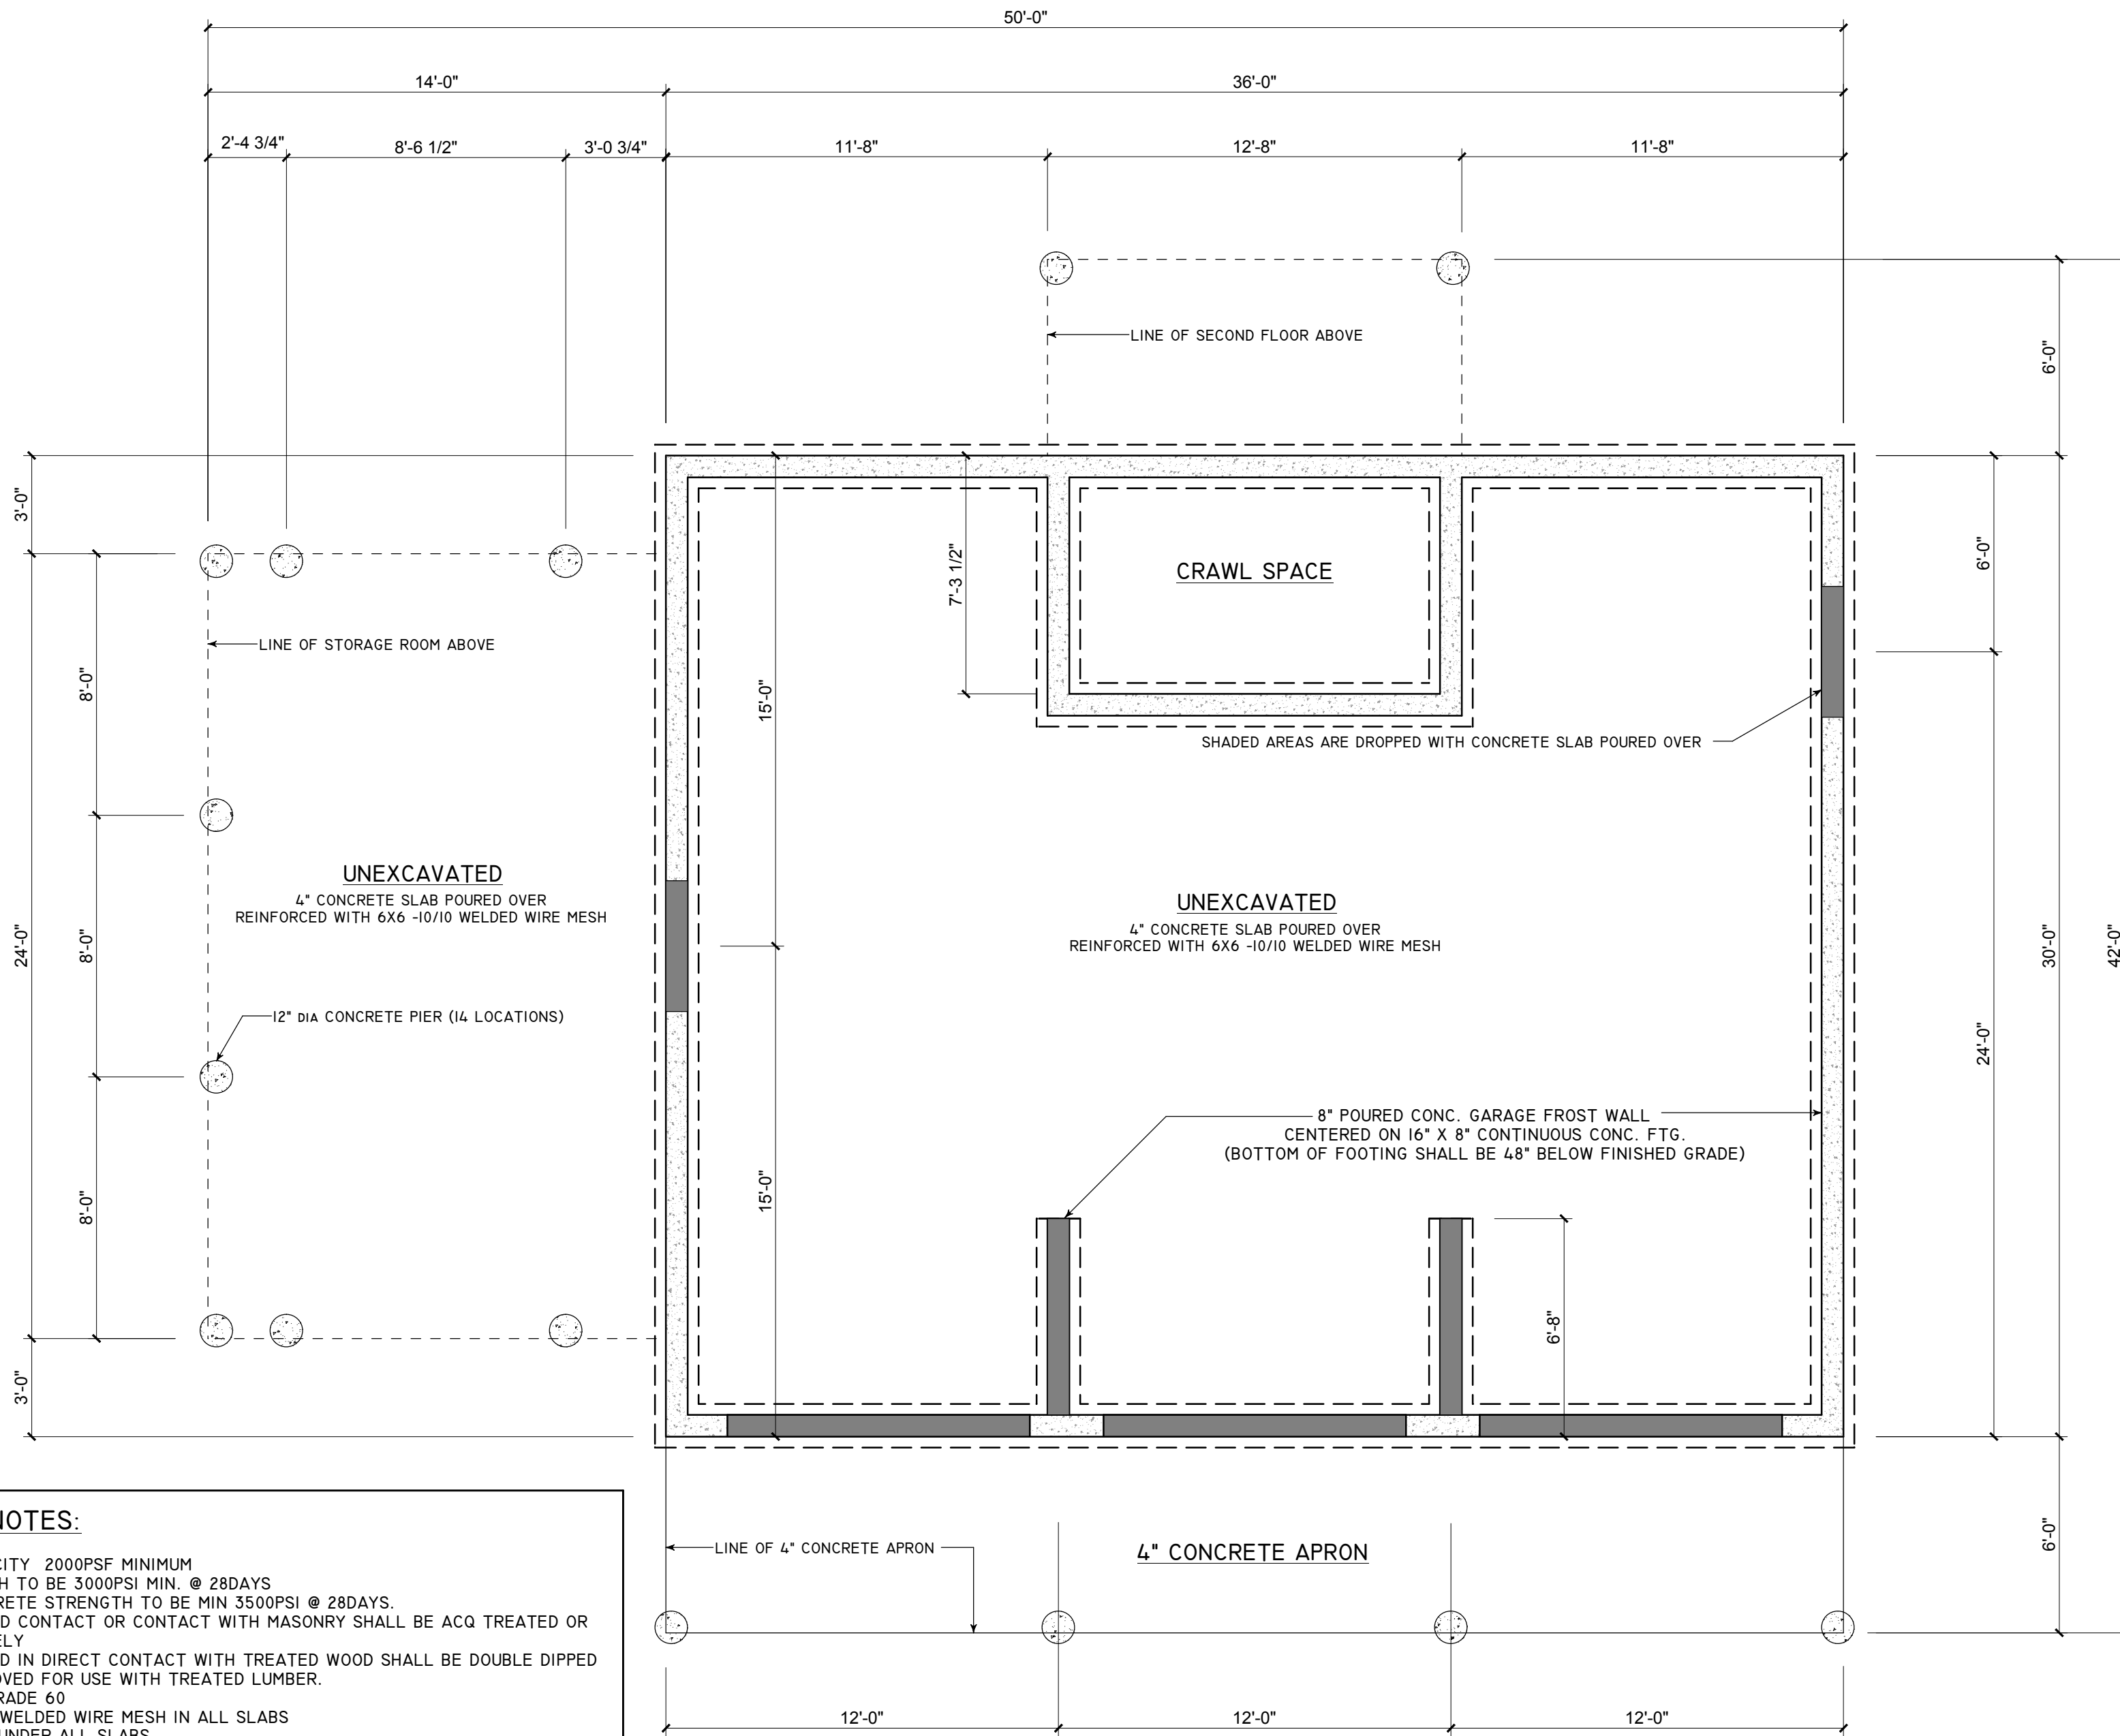 50'-0"
14'-0"
36'-0"
2'-4 3/4"
8'-6 1/2"
3'-0 3/4"
11'-8"
12'-8"
11'-8"
LINE OF SECOND FLOOR ABOVE
6'-0"
3'-0"
CRAWL SPACE
7'-3 1/2"
6'-0"
LINE OF STORAGE ROOM ABOVE
8'-0"
15'-0"
SHADED AREAS ARE DROPPED WITH CONCRETE SLAB POURED OVER
UNEXCAVATED
4" CONCRETE SLAB POURED OVER
REINFORCED WITH 6X6 -10/10 WELDED WIRE MESH
UNEXCAVATED
4" CONCRETE SLAB POURED OVER
REINFORCED WITH 6X6 -10/10 WELDED WIRE MESH
24'-0"
8'-0"
30'-0"
42'-0"
12" DIA CONCRETE PIER (14 LOCATIONS)
24'-0"
8" POURED CONC. GARAGE FROST WALL
CENTERED ON 16" X 8" CONTINUOUS CONC. FTG.
(BOTTOM OF FOOTING SHALL BE 48" BELOW FINISHED GRADE)
8'-0"
15'-0"
6'-8"
3'-0"
NOTES:
CITY 2000PSF MINIMUM
H TO BE 3000PSI MIN. @ 28DAYS
RETE STRENGTH TO BE MIN 3500PSI @ 28DAYS.
D CONTACT OR CONTACT WITH MASONRY SHALL BE ACQ TREATED OR
ELY
D IN DIRECT CONTACT WITH TREATED WOOD SHALL BE DOUBLE DIPPED
OVED FOR USE WITH TREATED LUMBER.
RADE 60
WELDED WIRE MESH IN ALL SLABS
UNDER ALL SLABS
LINE OF 4" CONCRETE APRON
4" CONCRETE APRON
6'-0"
12'-0"
12'-0"
12'-0"